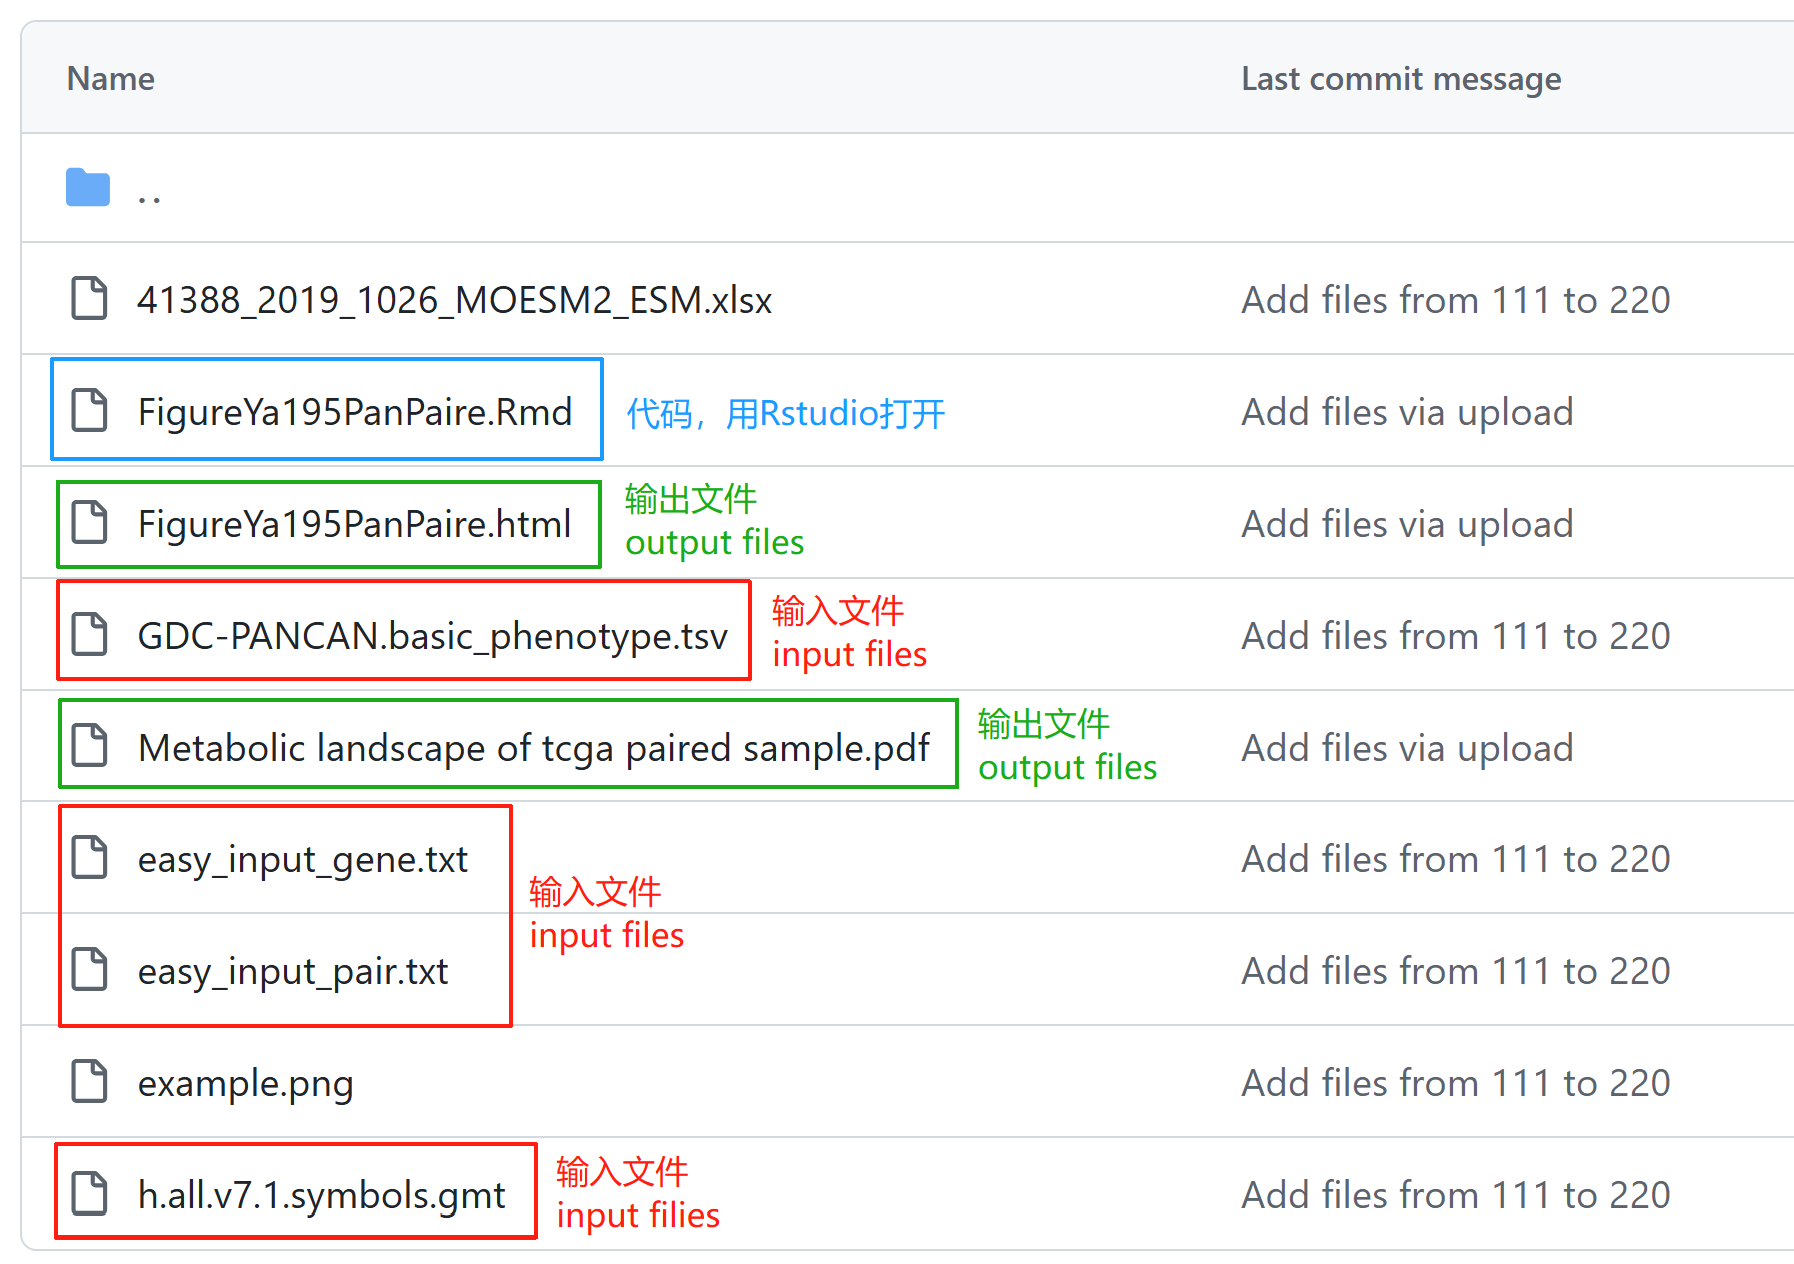 Name Last commit message
..
41388_2019_1026_MOESM2_ESM.xlsx Add files from 111 to 220
FigureYa195PanPaire.Rmd 代码，用Rstudio打开 Add files via upload
输出文件
FigureYa195PanPaire.html output files Add files via upload
输入文件
GDC-PANCAN.basic_phenotype.tsv input files Add files from 111 to 220
输出文件
Metabolic landscape of tcga paired sample.pdf output files Add files via upload
easy_input_gene.txt Add files from 111 to 220
输入文件
input files
easy_input_pair.txt Add files from 111 to 220
example.png Add files from 111 to 220
输入文件
h.all.v7.1.symbols.gmt input filies Add files from 111 to 220